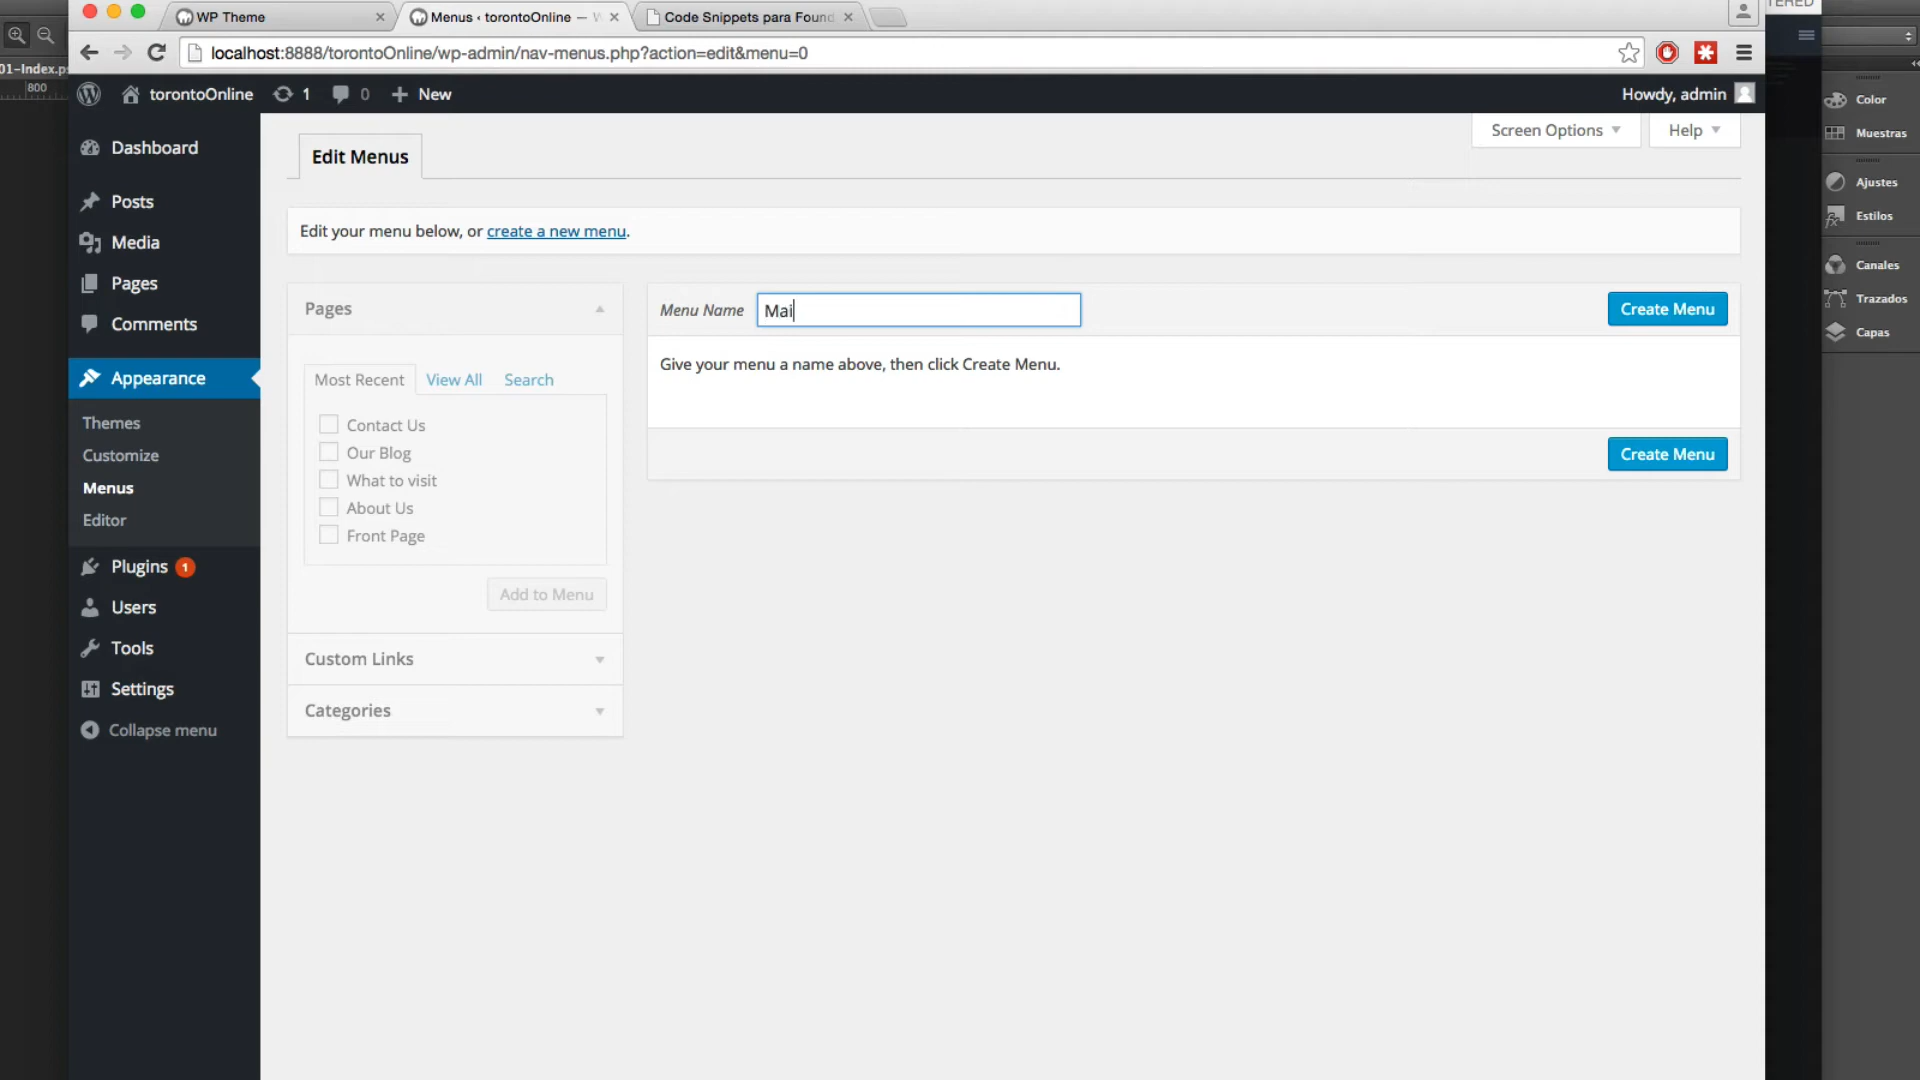 TERED
WP Theme
Menus ‹ torontoOnline — W
Code Snippets para Found
01-Index.ps
800
localhost:8888/torontoOnline/wp-admin/nav-menus.php?action=edit&menu=0
torontoOnline 1 0 New
Howdy, admin
Screen Options
Help
Dashboard
Posts
Media
Pages
Comments
Appearance
Themes
Customize
Menus
Editor
Plugins 1
Users
Tools
Settings
Collapse menu
Edit Menus
Edit your menu below, or create a new menu.
Pages
Most Recent View All Search
Contact Us
Our Blog
What to visit
About Us
Front Page
Add to Menu
Custom Links
Categories
Menu Name Mai
Create Menu
Give your menu a name above, then click Create Menu.
Create Menu
Color
Muestras
Ajustes
Estilos
Canales
Trazados
Capas